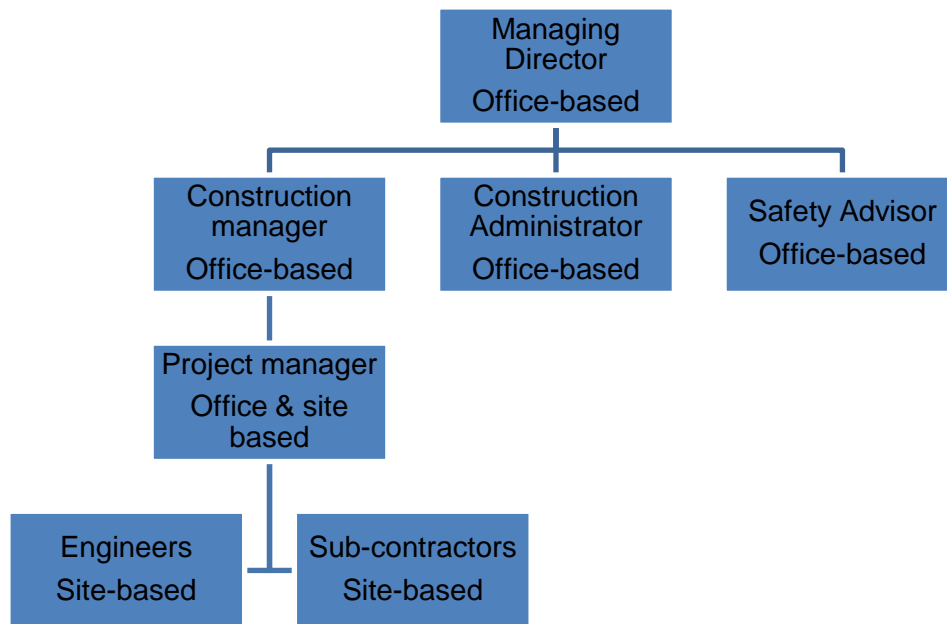 Managing
Director
Office-based
Construction
manager
Office-based
Construction
Administrator
Office-based
Safety Advisor
Office-based
Project manager
Office & site
based
Engineers
Site-based
Sub-contractors
Site-based